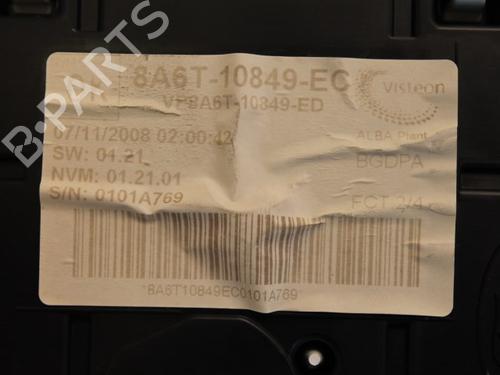 8A6T-10849-EC
VP8A6T-10849-ED
Visteon
07/11/2008 02:00:42
ALBA Plant
SW: 01.21
BGDPA
NVM: 01.21.01
S/N: 0101A769
FCT 2/4
*8A6T10849EC0101A769*
B-PARTS